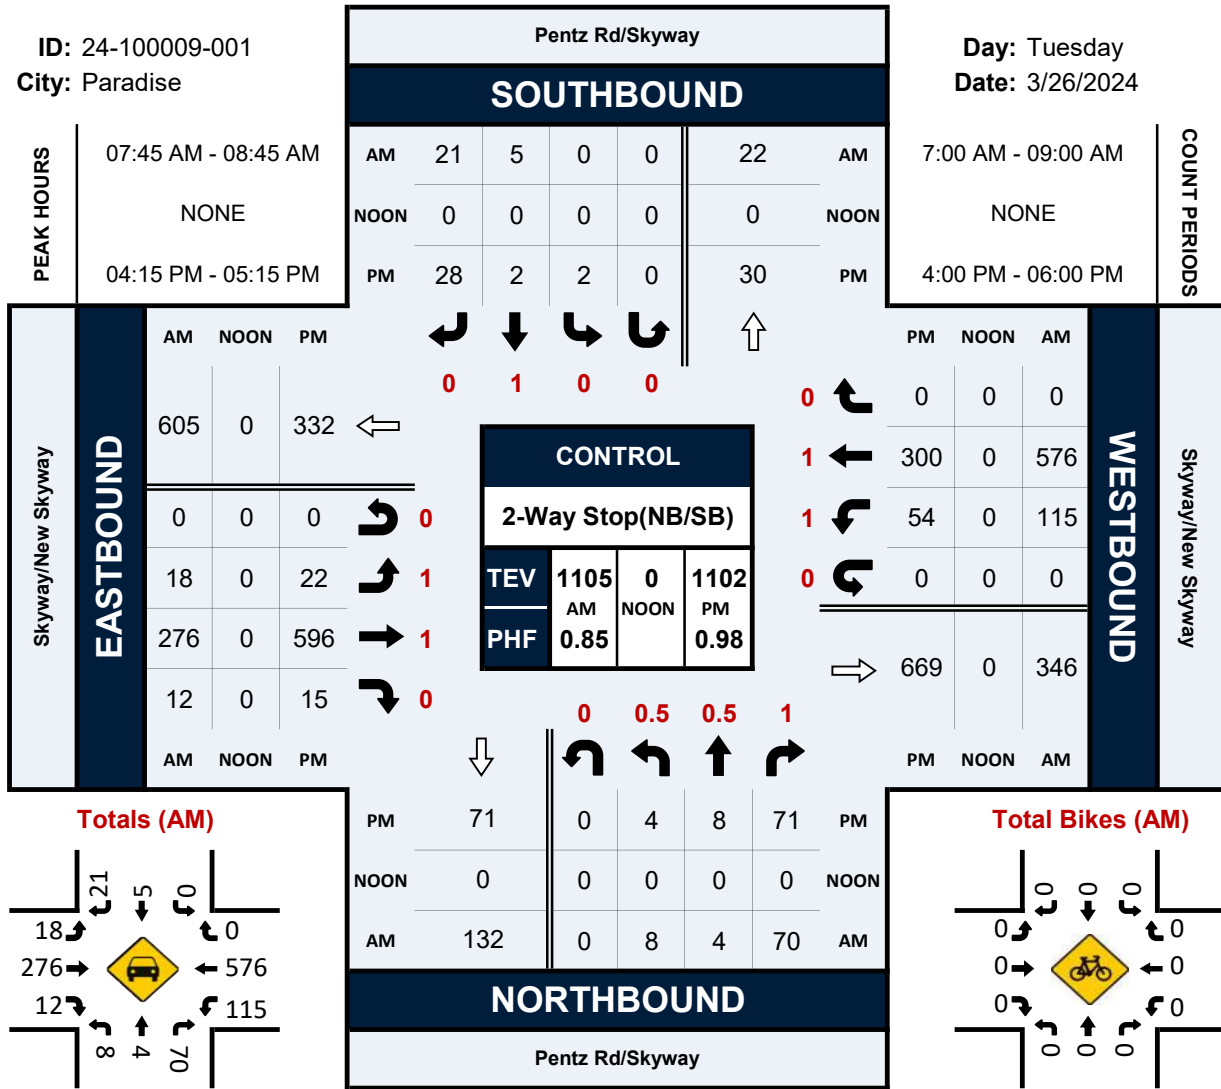 Pentz Rd/Skyway
ID: 24-100009-001
City: Paradise
Day: Tuesday
Date: 3/26/2024
SOUTHBOUND
PEAK HOURS
07:45 AM - 08:45 AM
NONE
04:15 PM - 05:15 PM
AM 21 5 0 0 22 AM
NOON 0 0 0 0 0 NOON
PM 28 2 2 0 30 PM
7:00 AM - 09:00 AM
NONE
4:00 PM - 06:00 PM
COUNT PERIODS
0 1 0 0
Skyway/New Skyway
EASTBOUND
AM NOON PM
605 0 332
0 0 0 0
18 0 22 1
276 0 596 1
12 0 15 0
AM NOON PM
CONTROL
2-Way Stop(NB/SB)
TEV 1105 0 1102
AM NOON PM
PHF 0.85 0.98
PM NOON AM
0 0 0 0
1 300 0 576
1 54 0 115
0 0 0 0
669 0 346
PM NOON AM
WESTBOUND
Skyway/New Skyway
0 0.5 0.5 1
PM 71 0 4 8 71 PM
NOON 0 0 0 0 0 NOON
AM 132 0 8 4 70 AM
NORTHBOUND
Pentz Rd/Skyway
Totals (AM)
21 5 0
18 0
276 576
12 115
8 4 70
Total Bikes (AM)
0 0 0
0 0
0 0
0 0
0 0 0